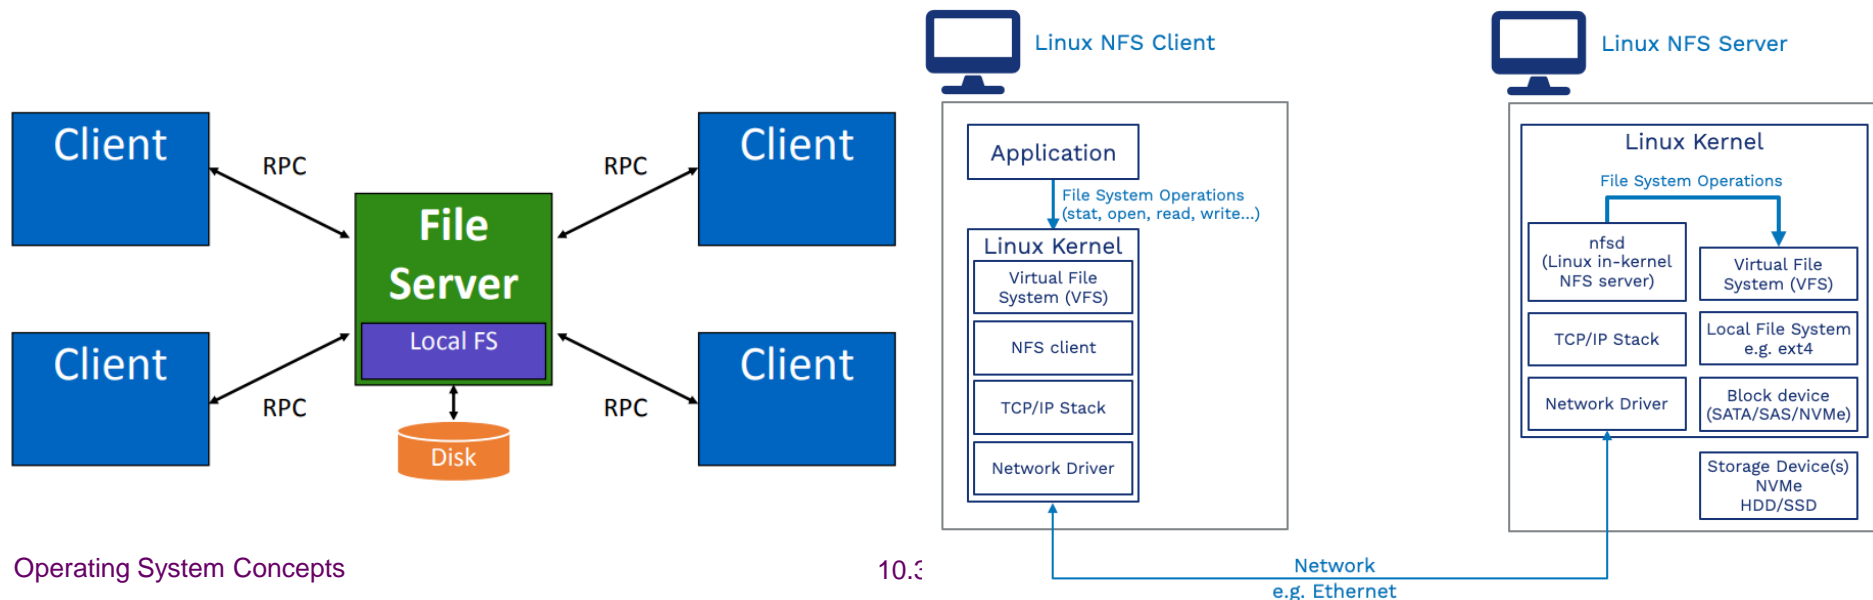 Client
RPC
Client
RPC
File
Server
Local FS
Disk
Client
RPC
Client
RPC
Operating System Concepts
10.3
Linux NFS Client
Application
File System Operations
(stat, open, read, write...)
Linux Kernel
Virtual File
System (VFS)
NFS client
TCP/IP Stack
Network Driver
Linux NFS Server
Linux Kernel
File System Operations
nfsd
(Linux in-kernel
NFS server)
TCP/IP Stack
Network Driver
Virtual File
System (VFS)
Local File System
e.g. ext4
Block device
(SATA/SAS/NVMe)
Storage Device(s)
NVMe
HDD/SSD
Network
e.g. Ethernet